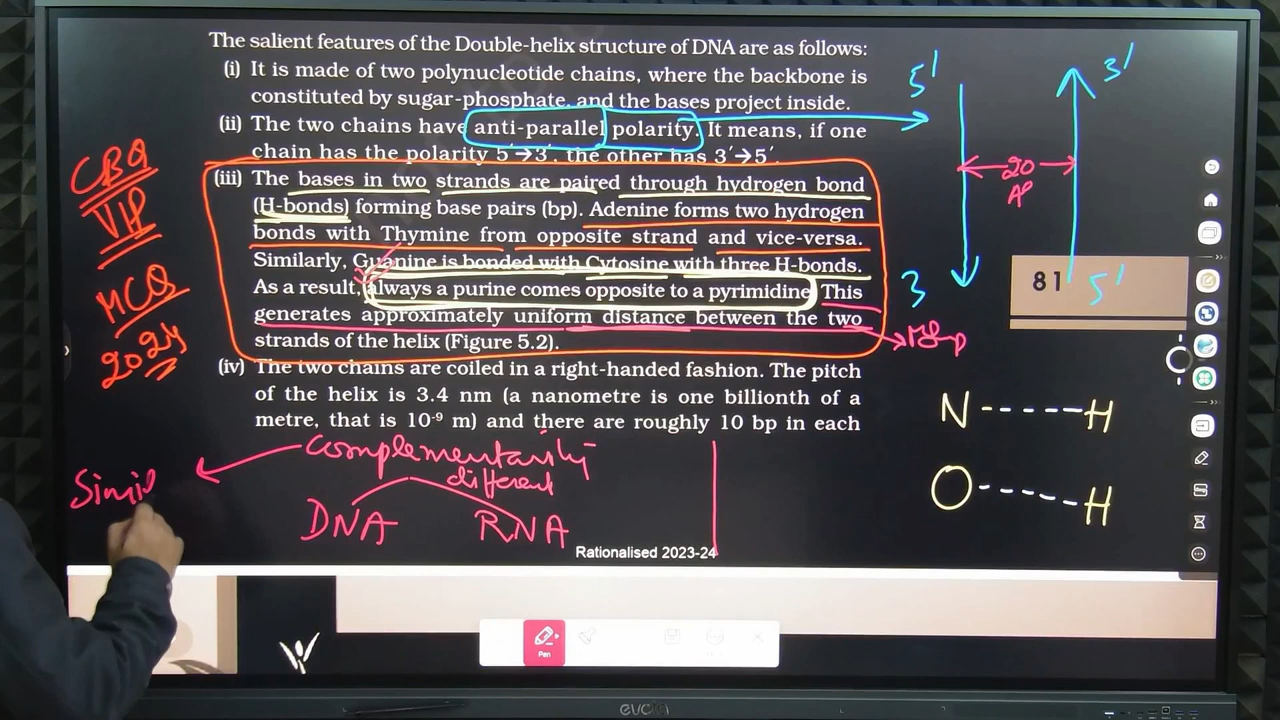 The salient features of the Double-helix structure of DNA are as follows:
(i) It is made of two polynucleotide chains, where the backbone is
constituted by sugar-phosphate, and the bases project inside.
(ii) The two chains have anti-parallel polarity. It means, if one
chain has the polarity 5′→3′, the other has 3′→5′.
(iii) The bases in two strands are paired through hydrogen bond
(H-bonds) forming base pairs (bp). Adenine forms two hydrogen
bonds with Thymine from opposite strand and vice-versa.
Similarly, Guanine is bonded with Cytosine with three H-bonds.
As a result, always a purine comes opposite to a pyrimidine. This
generates approximately uniform distance between the two
strands of the helix (Figure 5.2).
(iv) The two chains are coiled in a right-handed fashion. The pitch
of the helix is 3.4 nm (a nanometre is one billionth of a
metre, that is 10⁻⁹ m) and there are roughly 10 bp in each
CBQ
VIP
MCQ
2024
complementarity
different
Simi
DNA RNA
Rationalised 2023-24
5' 3'
20
A°
3 5'
81
N-----H
O-----H
Pen